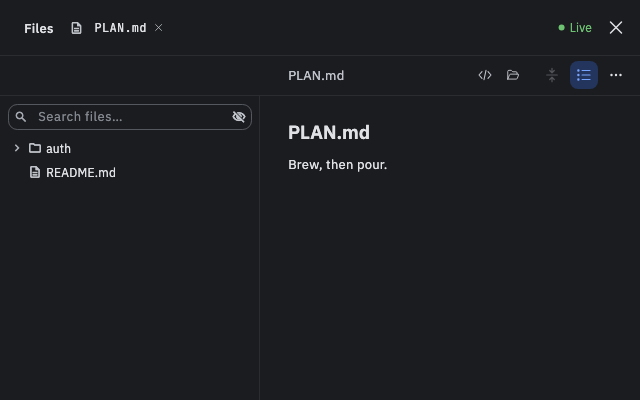 Files PLAN.md Live
PLAN.md
Search files...
auth
README.md
PLAN.md
Brew, then pour.